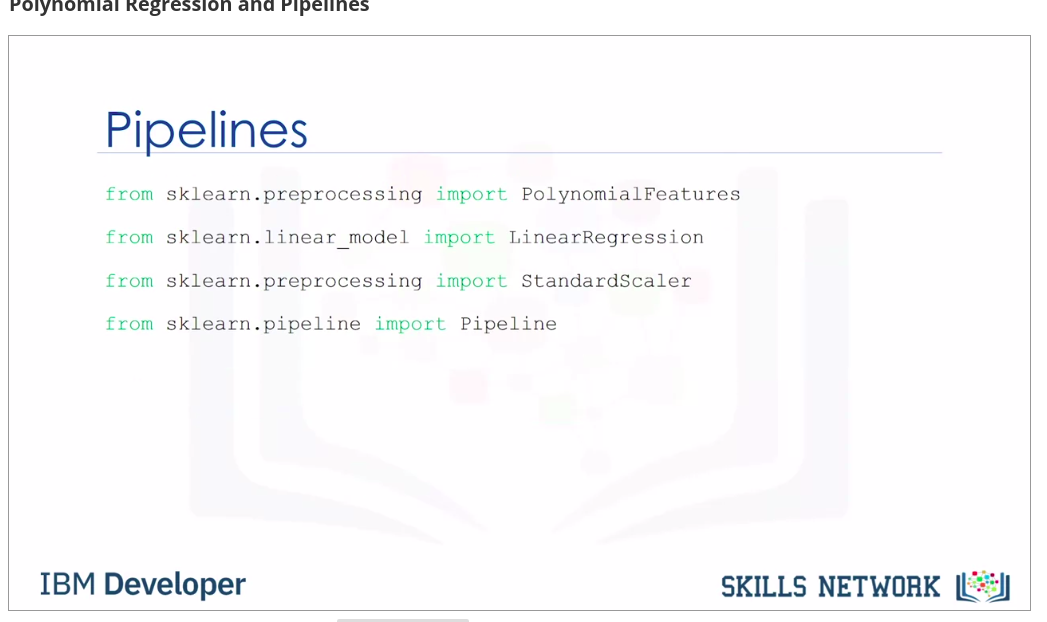 Polynomial Regression and Pipelines
Pipelines
from sklearn.preprocessing import PolynomialFeatures
from sklearn.linear_model import LinearRegression
from sklearn.preprocessing import StandardScaler
from sklearn.pipeline import Pipeline
IBM Developer
SKILLS NETWORK